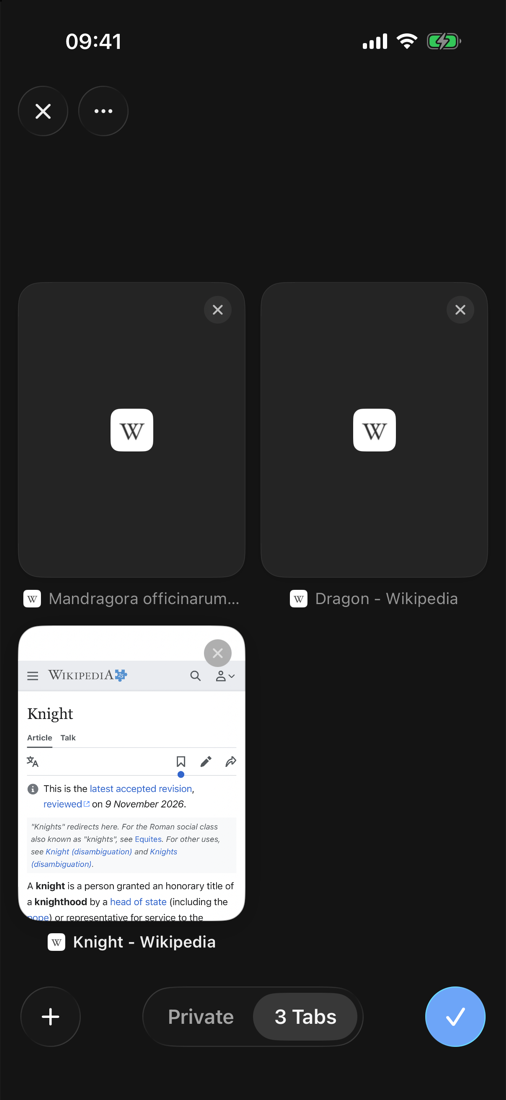 09:41
W
W
W Mandragora officinarum...
W Dragon - Wikipedia
WIKIPEDIA
Knight
Article Talk
This is the latest accepted revision,
reviewed on 9 November 2026.
"Knights" redirects here. For the Roman social class
also known as "knights", see Equites. For other uses,
see Knight (disambiguation) and Knights
(disambiguation).
A knight is a person granted an honorary title of
a knighthood by a head of state (including the
pope) or representative for service to the
W Knight - Wikipedia
Private 3 Tabs